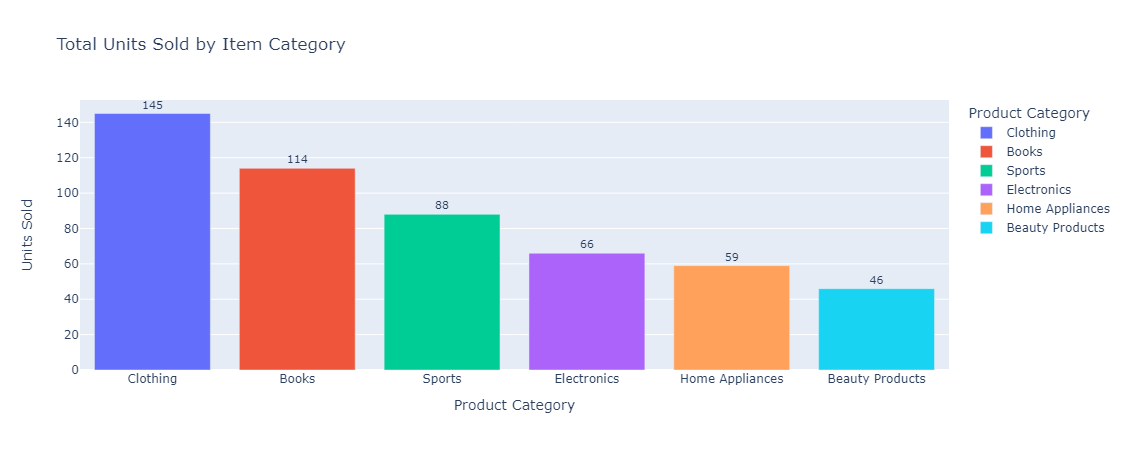 Total Units Sold by Item Category
Units Sold
140
120
100
80
60
40
20
0
145
114
88
66
59
46
Clothing
Books
Sports
Electronics
Home Appliances
Beauty Products
Product Category
Product Category
Clothing
Books
Sports
Electronics
Home Appliances
Beauty Products